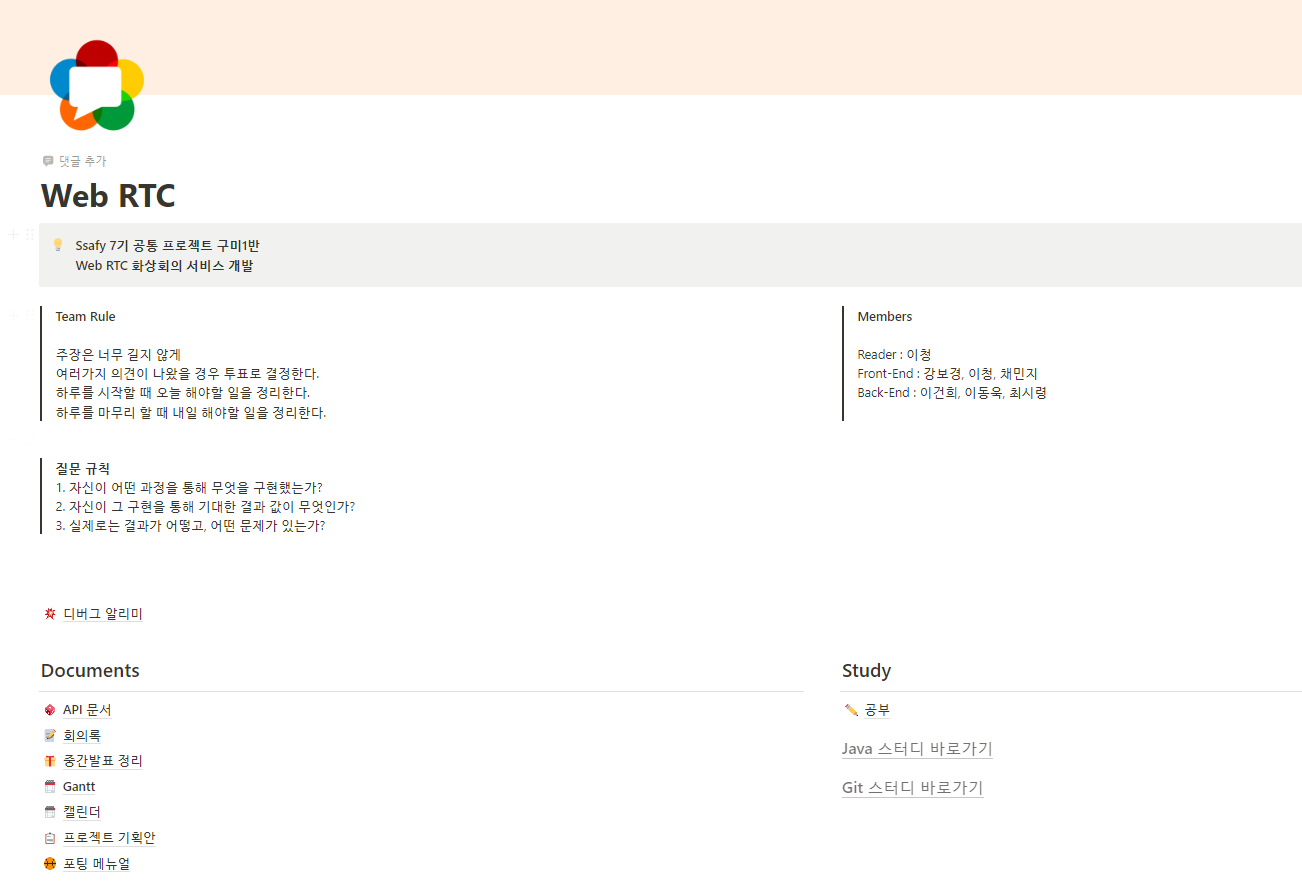 댓글 추가
Web RTC
Ssafy 7기 공통 프로젝트 구미1반
Web RTC 화상회의 서비스 개발
Team Rule
주장은 너무 길지 않게
여러가지 의견이 나왔을 경우 투표로 결정한다.
하루를 시작할 때 오늘 해야할 일을 정리한다.
하루를 마무리 할 때 내일 해야할 일을 정리한다.
Members
Reader : 이청
Front-End : 강보경, 이청, 채민지
Back-End : 이건희, 이동욱, 최시령
질문 규칙
1. 자신이 어떤 과정을 통해 무엇을 구현했는가?
2. 자신이 그 구현을 통해 기대한 결과 값이 무엇인가?
3. 실제로는 결과가 어떻고, 어떤 문제가 있는가?
디버그 알리미
Documents
API 문서
회의록
중간발표 정리
Gantt
캘린더
프로젝트 기획안
포팅 메뉴얼
Study
공부
Java 스터디 바로가기
Git 스터디 바로가기